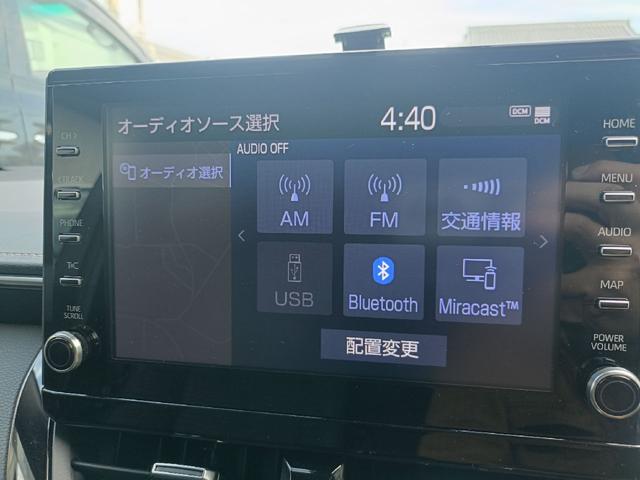 オーディオソース選択
4:40
DCM
DCM
AUDIO OFF
オーディオ選択
AM
FM
交通情報
USB
Bluetooth
Miracast™
配置変更
CH >
< TRACK
PHONE
T×C
TUNE
SCROLL
HOME
MENU
AUDIO
MAP
POWER
VOLUME